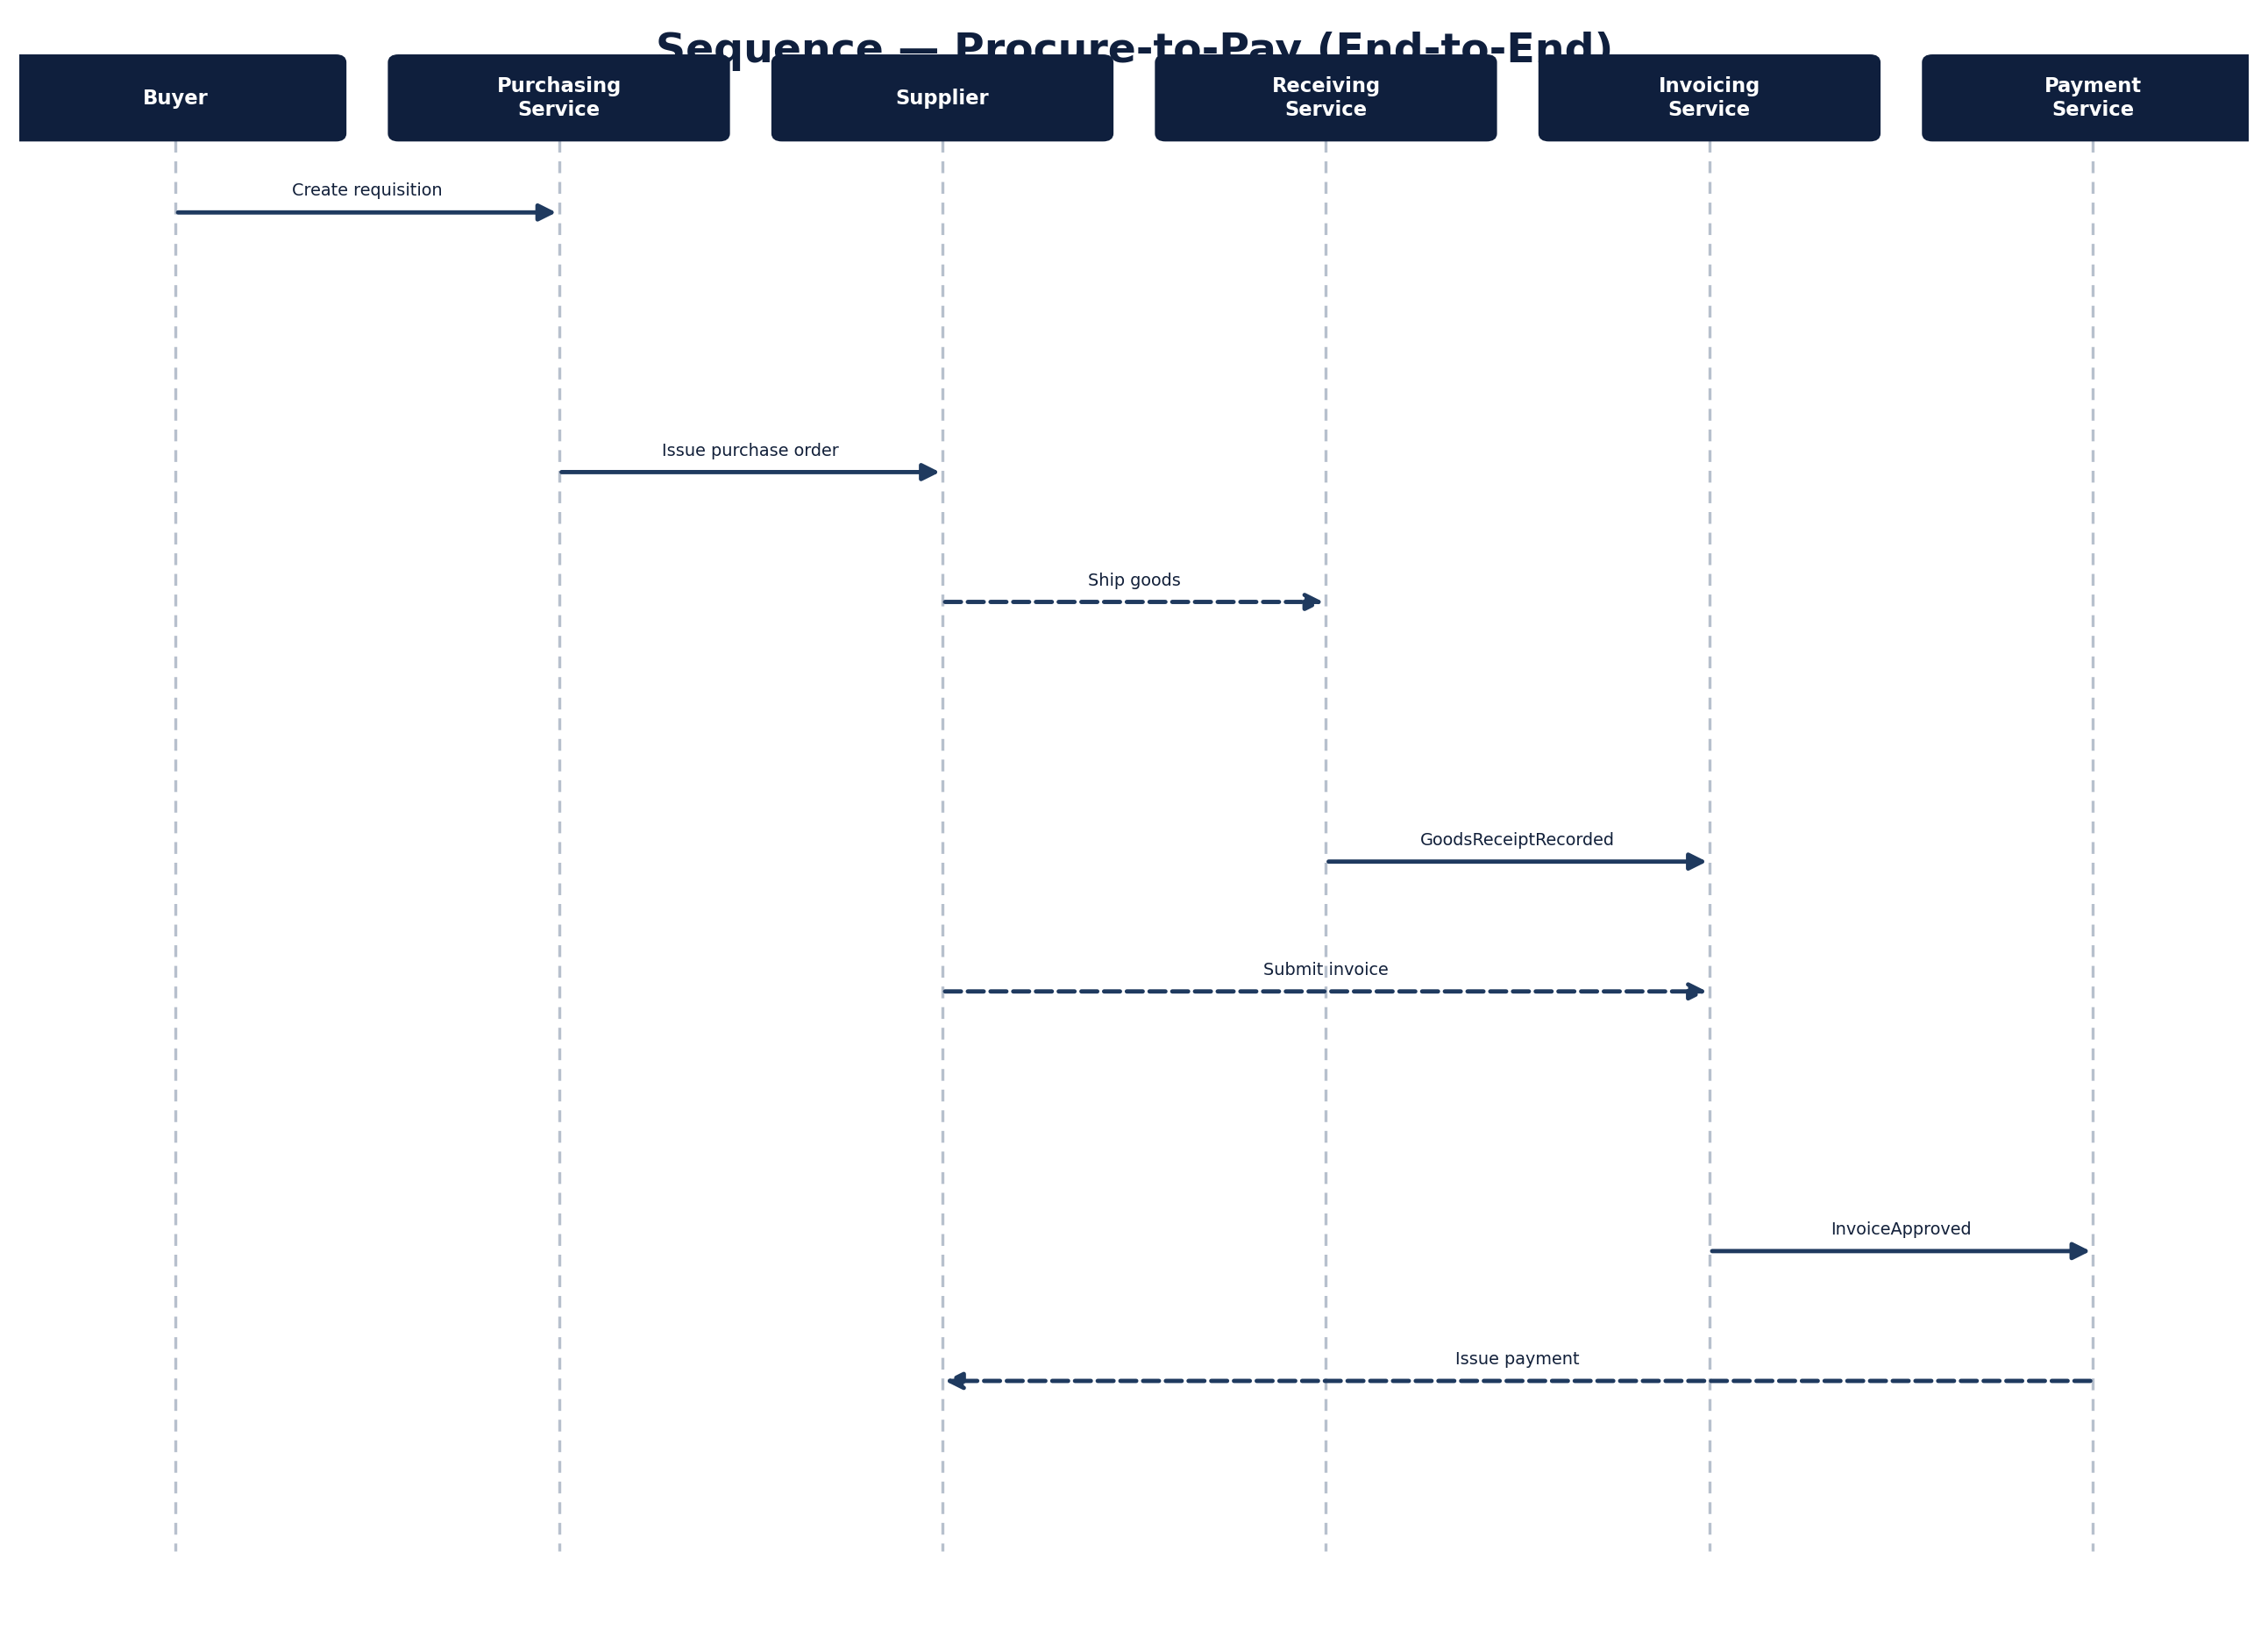 Sequence — Procure-to-Pay (End-to-End)
Buyer
Purchasing
Service
Supplier
Receiving
Service
Invoicing
Service
Payment
Service
Create requisition
Issue purchase order
Ship goods
GoodsReceiptRecorded
Submit invoice
InvoiceApproved
Issue payment